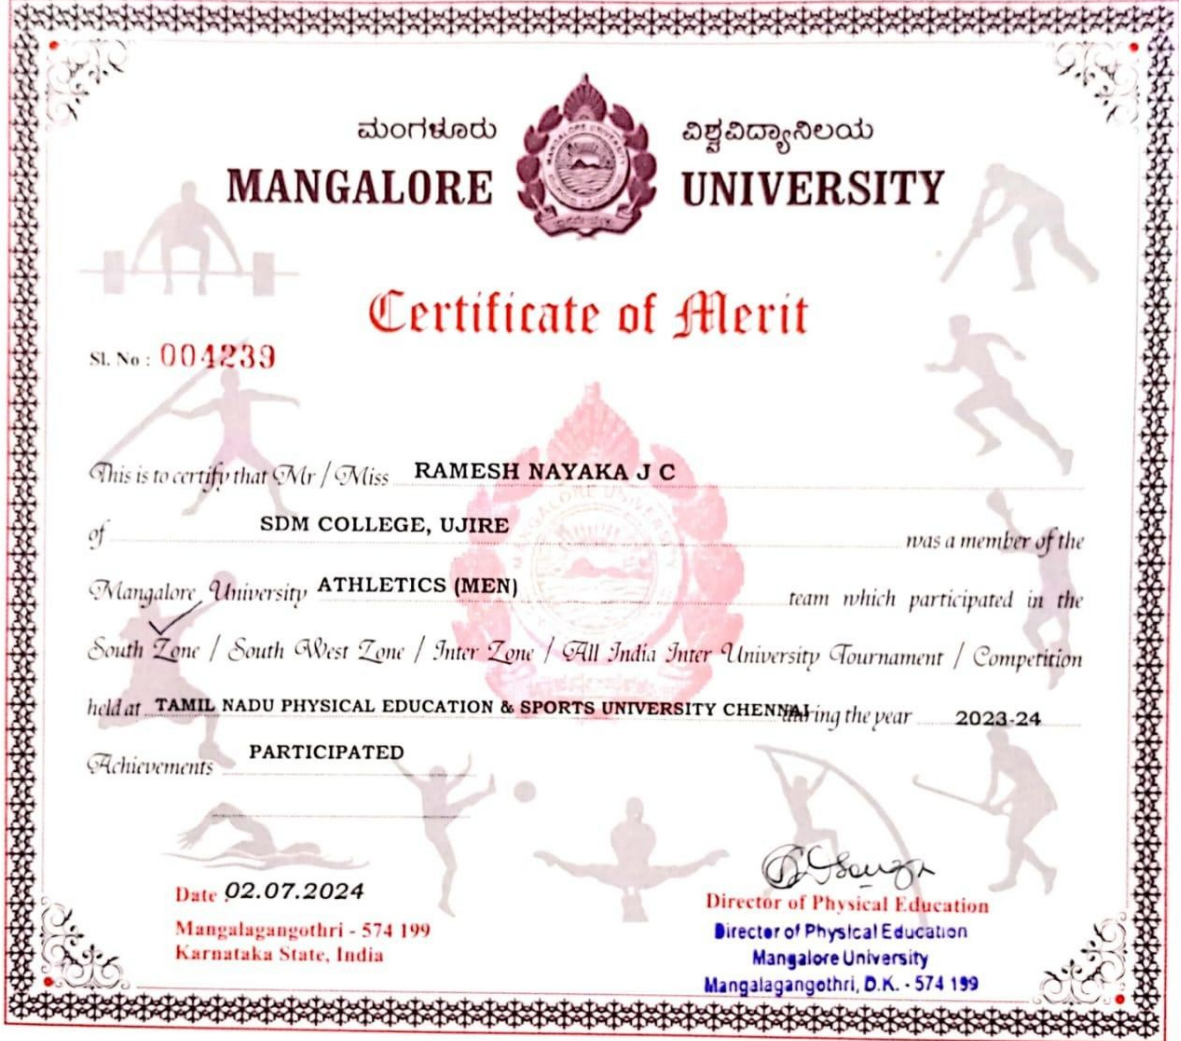 ಮಂಗಳೂರು ವಿಶ್ವವಿದ್ಯಾನಿಲಯ
MANGALORE UNIVERSITY
Certificate of Merit
Sl. No : 004239
This is to certify that Mr / Miss RAMESH NAYAKA J C
of SDM COLLEGE, UJIRE was a member of the
Mangalore University ATHLETICS (MEN) team which participated in the
South Zone / South West Zone / Inter Zone / All India Inter University Tournament / Competition
held at TAMIL NADU PHYSICAL EDUCATION & SPORTS UNIVERSITY CHENNAI during the year 2023-24
Achievements PARTICIPATED
Date : 02.07.2024
Mangalagangothri - 574 199
Karnataka State, India
Director of Physical Education
Director of Physical Education
Mangalore University
Mangalagangothri, D.K. - 574 199